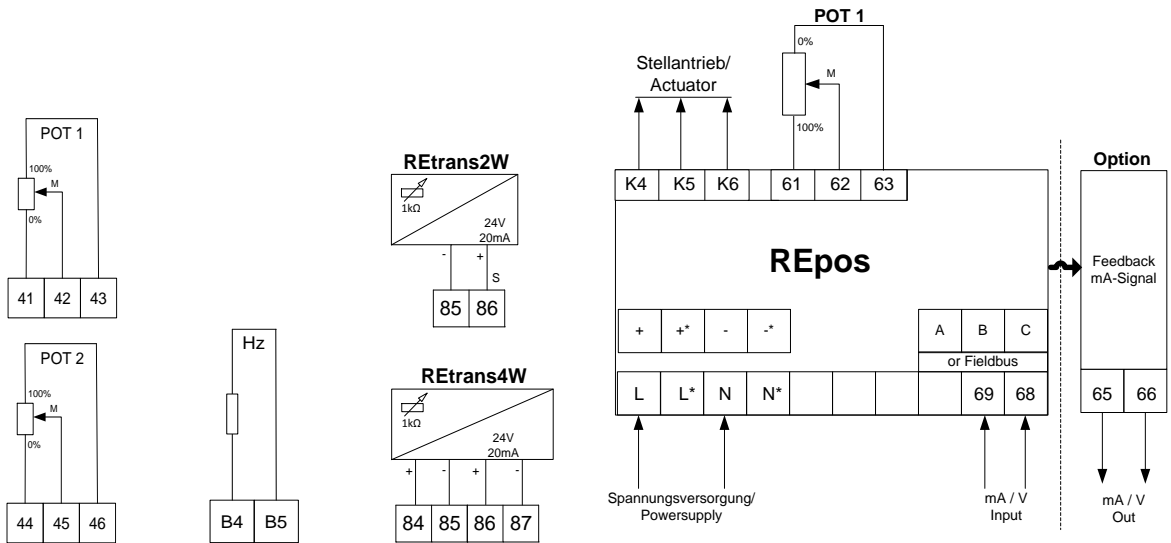 POT 1
100%
M
0%
41 42 43
POT 2
100%
M
0%
44 45 46
Hz
B4 B5
REtrans2W
1kΩ
24V
20mA
- +
S
85 86
REtrans4W
1kΩ
24V
20mA
+ - + -
84 85 86 87
POT 1
0%
M
100%
Stellantrieb/
Actuator
K4 K5 K6 61 62 63
REpos
+ +* - -*
A B C
or Fieldbus
L L* N N* 69 68
Spannungsversorgung/
Powersupply
mA / V
Input
Option
Feedback
mA-Signal
65 66
mA / V
Out